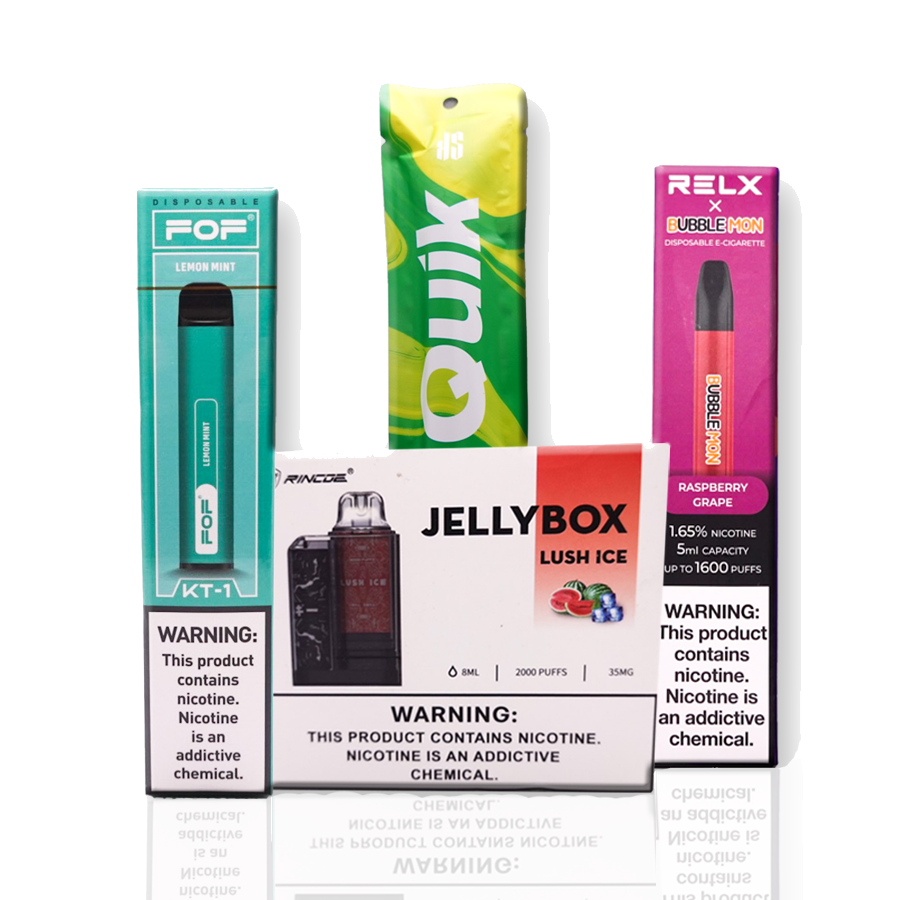 DISPOSABLE
FOF®
LEMON MINT
LEMON MINT
FOF®
KT-1
WARNING:
This product
contains
nicotine.
Nicotine
is an
addictive
chemical.
KS
Quik
RINCOE®
JELLYBOX
LUSH ICE
LUSH ICE
8ML | 2000 PUFFS | 35MG
WARNING:
THIS PRODUCT CONTAINS NICOTINE.
NICOTINE IS AN ADDICTIVE
CHEMICAL.
RELX
X
BUBBLE MON
DISPOSABLE E-CIGARETTE
BUBBLE MON
RASPBERRY
GRAPE
1.65% NICOTINE
5ml CAPACITY
UP TO 1600 PUFFS
WARNING:
This product
contains
nicotine.
Nicotine is
an addictive
chemical.